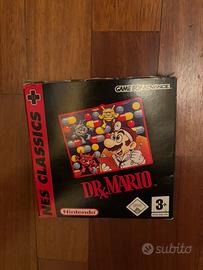 GAME BOY ADVANCE
NES CLASSICS
DR. MARIO
Nintendo
3+
subito